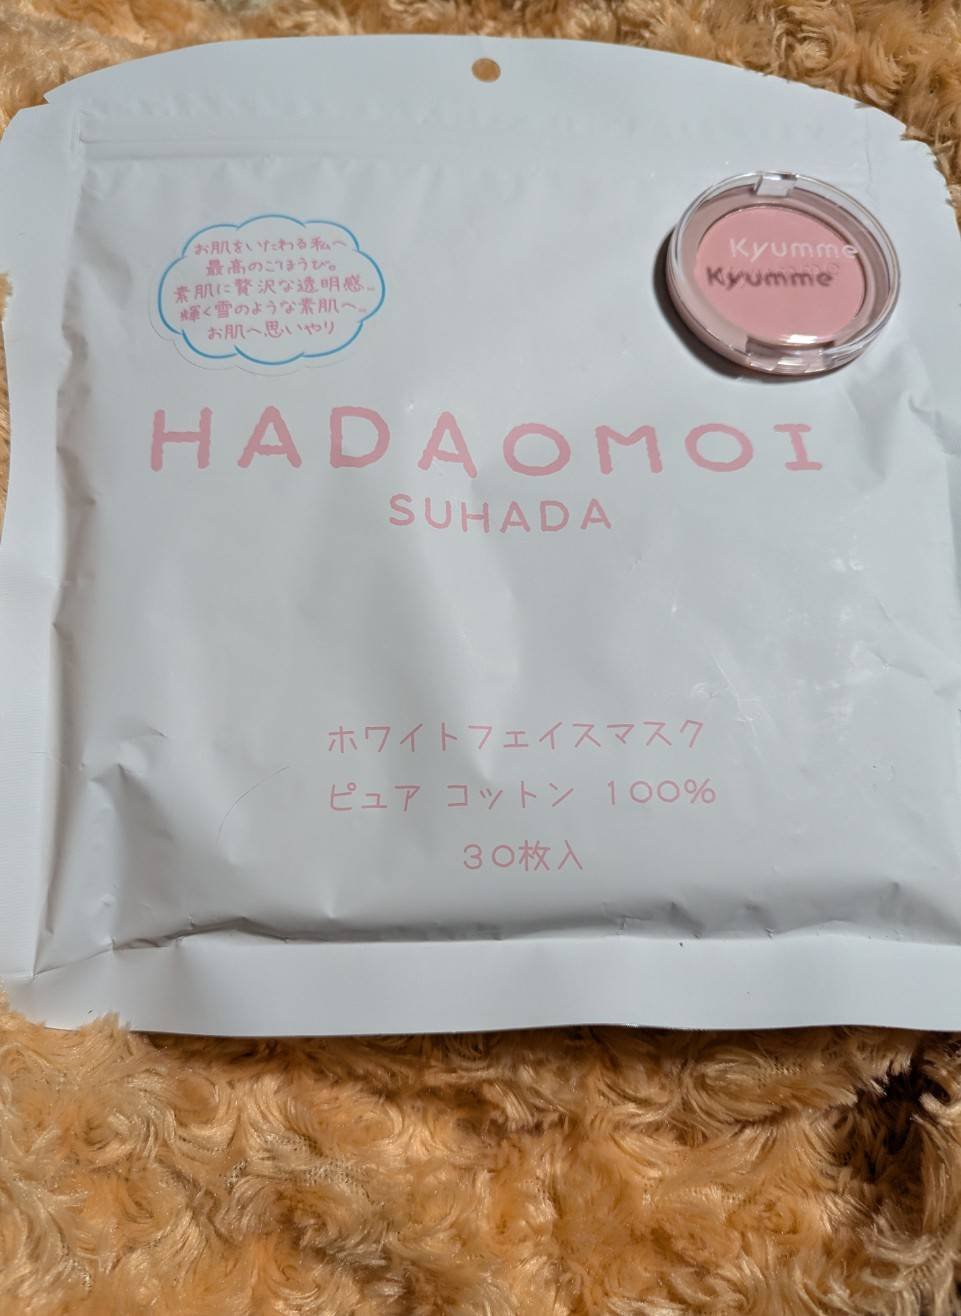 お肌をいたわる私へ
最高のごほうび。
素肌に贅沢な透明感…
輝く雪のような素肌へ…
お肌へ思いやり
Kyumme
Kyumme
HADAOMOI
SUHADA
ホワイトフェイスマスク
ピュア コットン 100%
30枚入